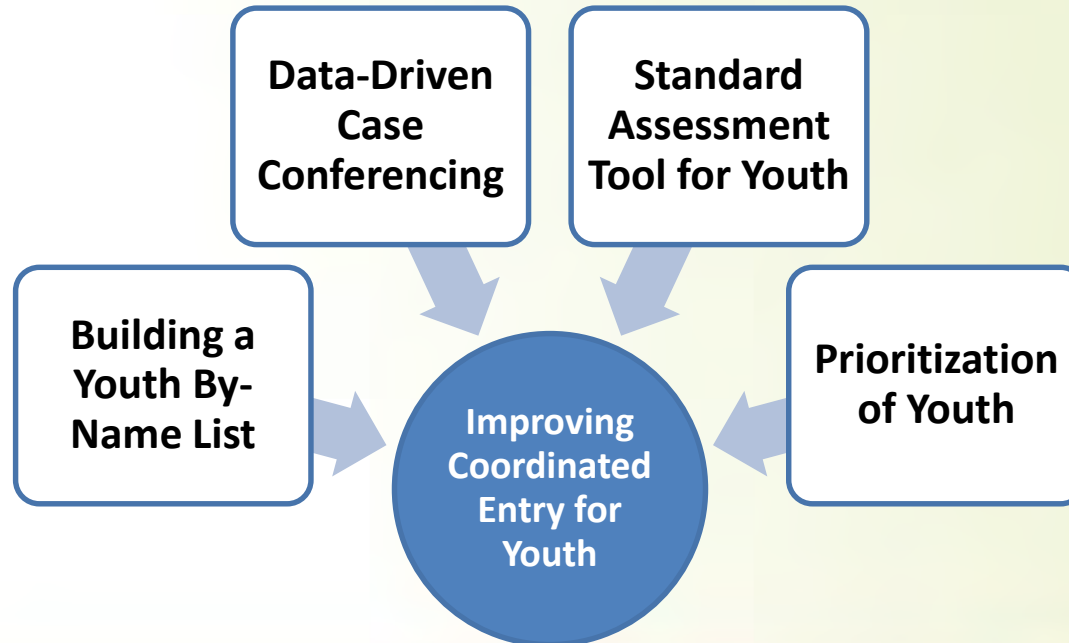 Data-Driven
Case
Conferencing
Standard
Assessment
Tool for Youth
Building a
Youth By-
Name List
Prioritization
of Youth
Improving
Coordinated
Entry for
Youth